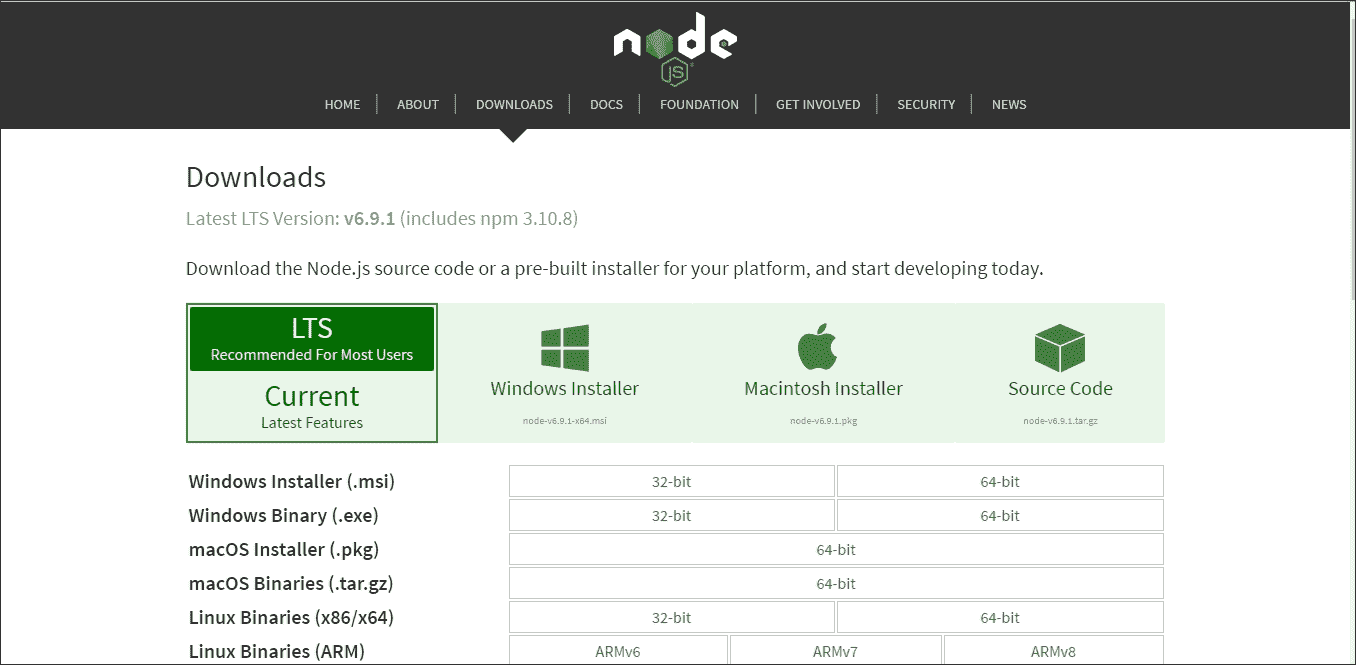 node
JS
HOME ABOUT DOWNLOADS DOCS FOUNDATION GET INVOLVED SECURITY NEWS
Downloads
Latest LTS Version: v6.9.1 (includes npm 3.10.8)
Download the Node.js source code or a pre-built installer for your platform, and start developing today.
LTS
Recommended For Most Users
Current
Latest Features
Windows Installer
node-v6.9.1-x64.msi
Macintosh Installer
node-v6.9.1.pkg
Source Code
node-v6.9.1.tar.gz
Windows Installer (.msi) 32-bit 64-bit
Windows Binary (.exe) 32-bit 64-bit
macOS Installer (.pkg) 64-bit
macOS Binaries (.tar.gz) 64-bit
Linux Binaries (x86/x64) 32-bit 64-bit
Linux Binaries (ARM) ARMv6 ARMv7 ARMv8